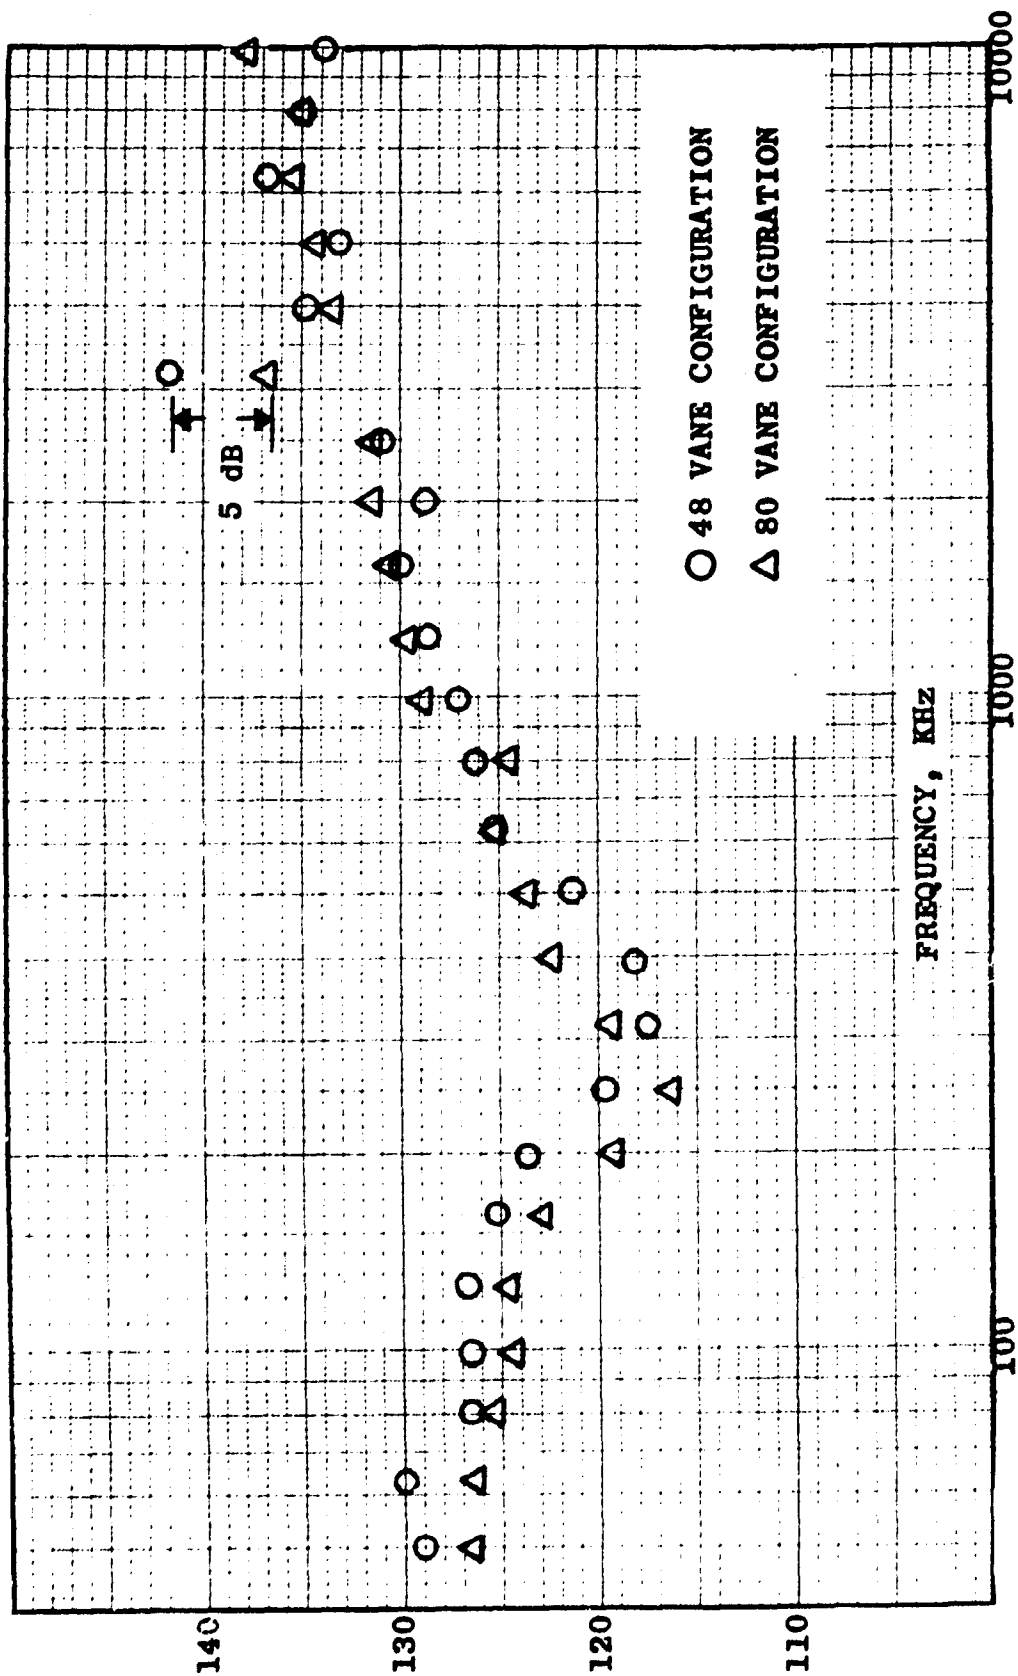 140
130
120
110
5 dB
○ 48 VANE CONFIGURATION
△ 80 VANE CONFIGURATION
100
1000
10000
FREQUENCY, KHz